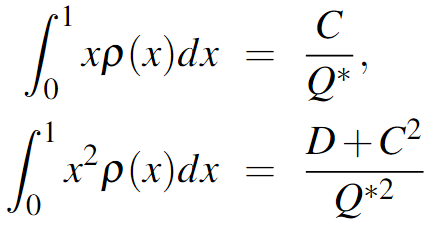 ∫₀¹ xρ(x)dx = C/Q*,
∫₀¹ x²ρ(x)dx = (D+C²)/Q*²